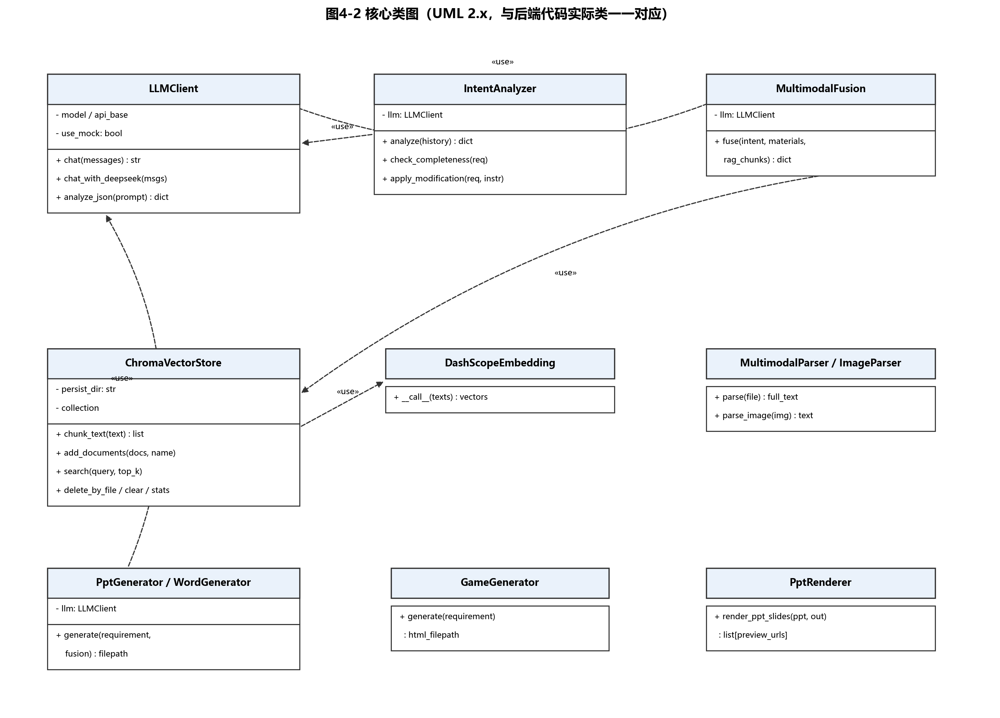 图4-2 核心类图（UML 2.x，与后端代码实际类一一对应）
«use»
LLMClient
- model / api_base
- use_mock: bool
+ chat(messages) : str
+ chat_with_deepseek(msgs)
+ analyze_json(prompt) : dict
«use»
IntentAnalyzer
- llm: LLMClient
+ analyze(history) : dict
+ check_completeness(req)
+ apply_modification(req, instr)
MultimodalFusion
- llm: LLMClient
+ fuse(intent, materials,
rag_chunks) : dict
«use»
ChromaVectorStore
«use»
- persist_dir: str
- collection
+ chunk_text(text) : list
+ add_documents(docs, name)
+ search(query, top_k)
+ delete_by_file / clear / stats
«use»
DashScopeEmbedding
+ __call__(texts) : vectors
MultimodalParser / ImageParser
+ parse(file) : full_text
+ parse_image(img) : text
PptGenerator / WordGenerator
- llm: LLMClient
+ generate(requirement,
fusion) : filepath
GameGenerator
+ generate(requirement)
: html_filepath
PptRenderer
+ render_ppt_slides(ppt, out)
: list[preview_urls]